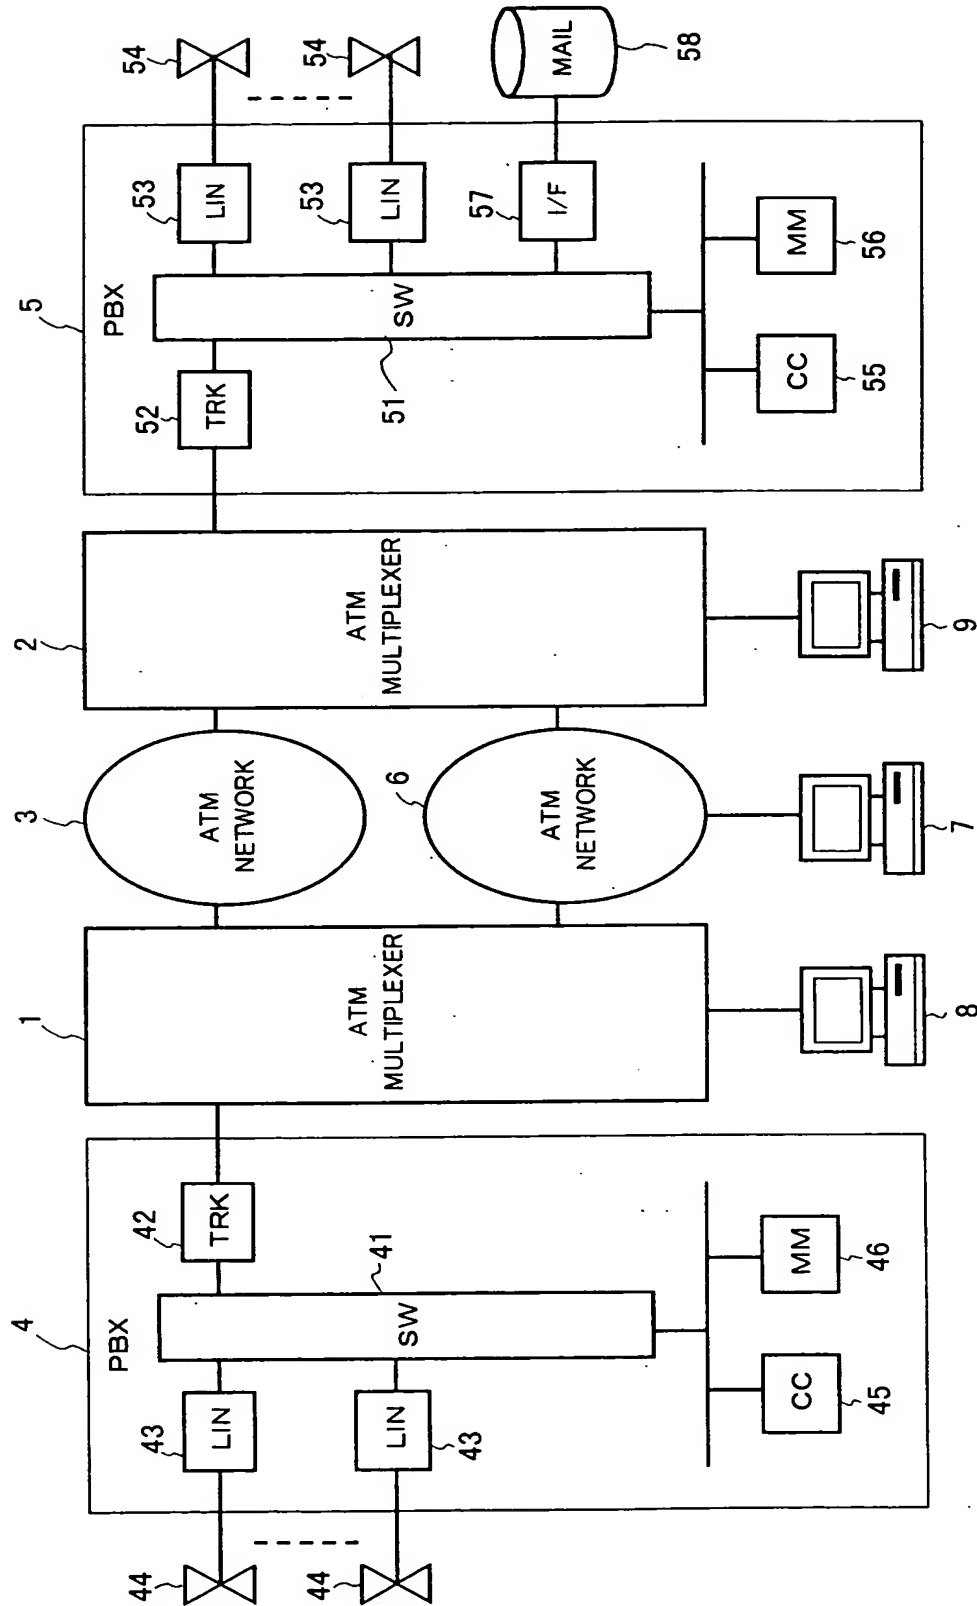 4
PBX
44
43
LIN
42
TRK
41
SW
44
43
LIN
CC
45
MM
46
1
ATM
MULTIPLEXER
8
3
ATM
NETWORK
6
ATM
NETWORK
7
2
ATM
MULTIPLEXER
9
5
PBX
52
TRK
51
SW
53
LIN
54
53
LIN
54
57
I/F
MAIL
58
CC
55
MM
56